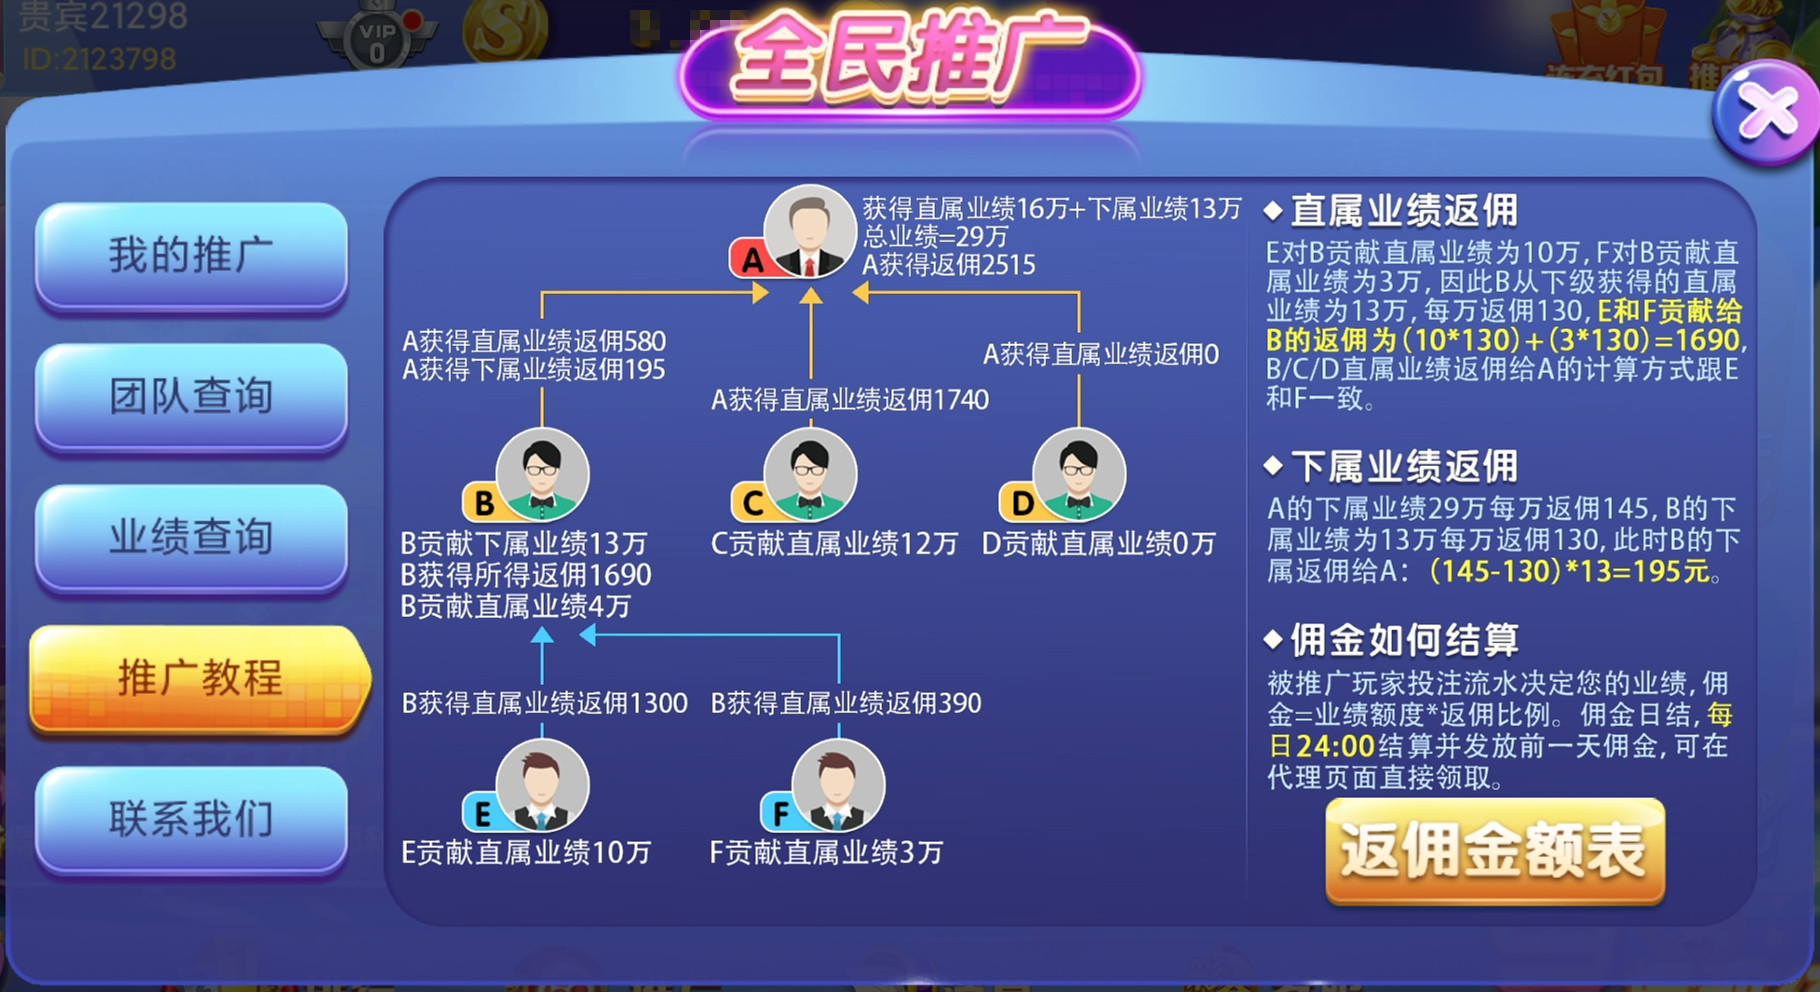 贵宾21298
ID:2123798
VIP
0
全民推广
我的推广
团队查询
业绩查询
推广教程
联系我们
获得直属业绩16万+下属业绩13万
总业绩=29万
A获得返佣2515
A
A获得直属业绩返佣580
A获得下属业绩返佣195
A获得直属业绩返佣1740
A获得直属业绩返佣0
B
C
D
B贡献下属业绩13万
B获得所得返佣1690
B贡献直属业绩4万
C贡献直属业绩12万
D贡献直属业绩0万
B获得直属业绩返佣1300
B获得直属业绩返佣390
E
F
E贡献直属业绩10万
F贡献直属业绩3万
直属业绩返佣
E对B贡献直属业绩为10万,F对B贡献直
属业绩为3万,因此B从下级获得的直属
业绩为13万,每万返佣130,E和F贡献给
B的返佣为(10*130)+(3*130)=1690,
B/C/D直属业绩返佣给A的计算方式跟E
和F一致。
下属业绩返佣
A的下属业绩29万每万返佣145,B的下
属业绩为13万每万返佣130,此时B的下
属返佣给A：(145-130)*13=195元。
佣金如何结算
被推广玩家投注流水决定您的业绩,佣
金=业绩额度*返佣比例。佣金日结,每
日24:00结算并发放前一天佣金,可在
代理页面直接领取。
返佣金额表